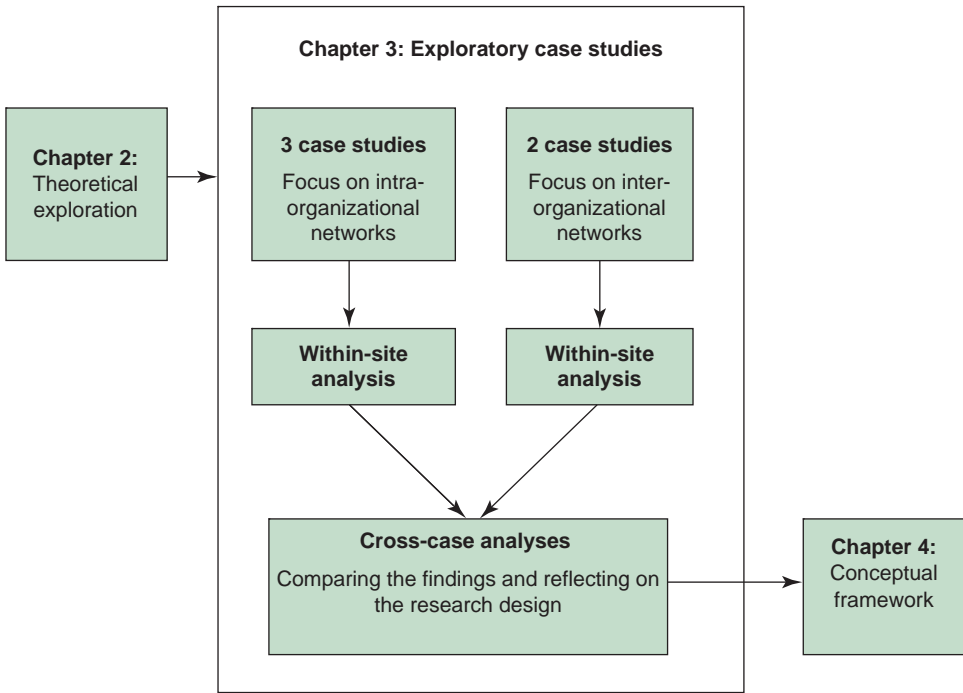 Chapter 3: Exploratory case studies
Chapter 2:
Theoretical
exploration
3 case studies
Focus on intra-
organizational
networks
2 case studies
Focus on inter-
organizational
networks
Within-site
analysis
Within-site
analysis
Cross-case analyses
Comparing the findings and reflecting on
the research design
Chapter 4:
Conceptual
framework